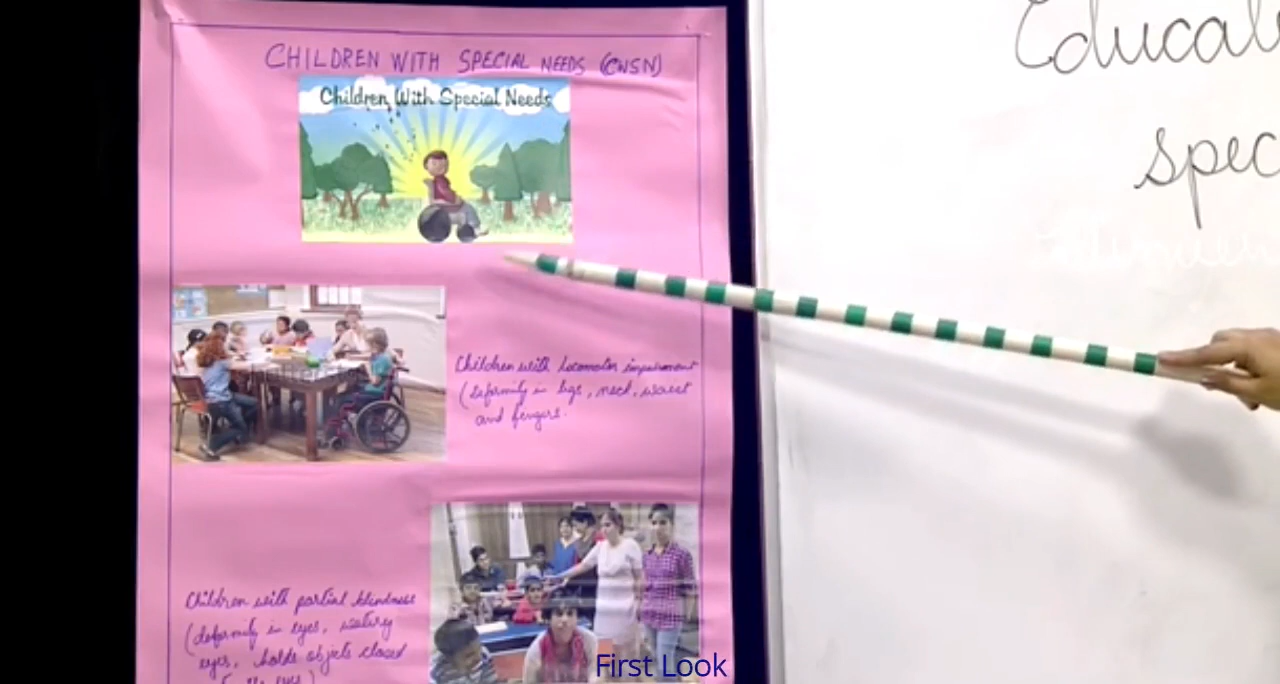 CHILDREN WITH SPECIAL NEEDS (CWSN)
Children With Special Needs
Educat
spec
Children with locomotor impairment
(deformity in legs, neck, waist
and fingers.
Children with partial blindness
(deformity in eyes, watery
eyes, holds objects closed
First Look